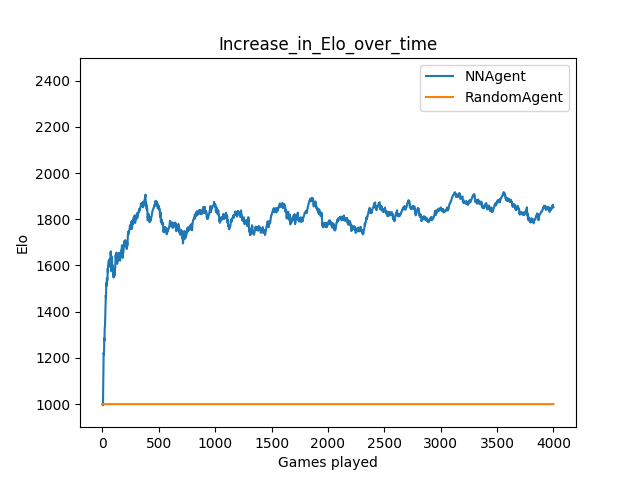 Increase_in_Elo_over_time
NNAgent
RandomAgent
2400
2200
2000
1800
1600
1400
1200
1000
Elo
0 500 1000 1500 2000 2500 3000 3500 4000
Games played